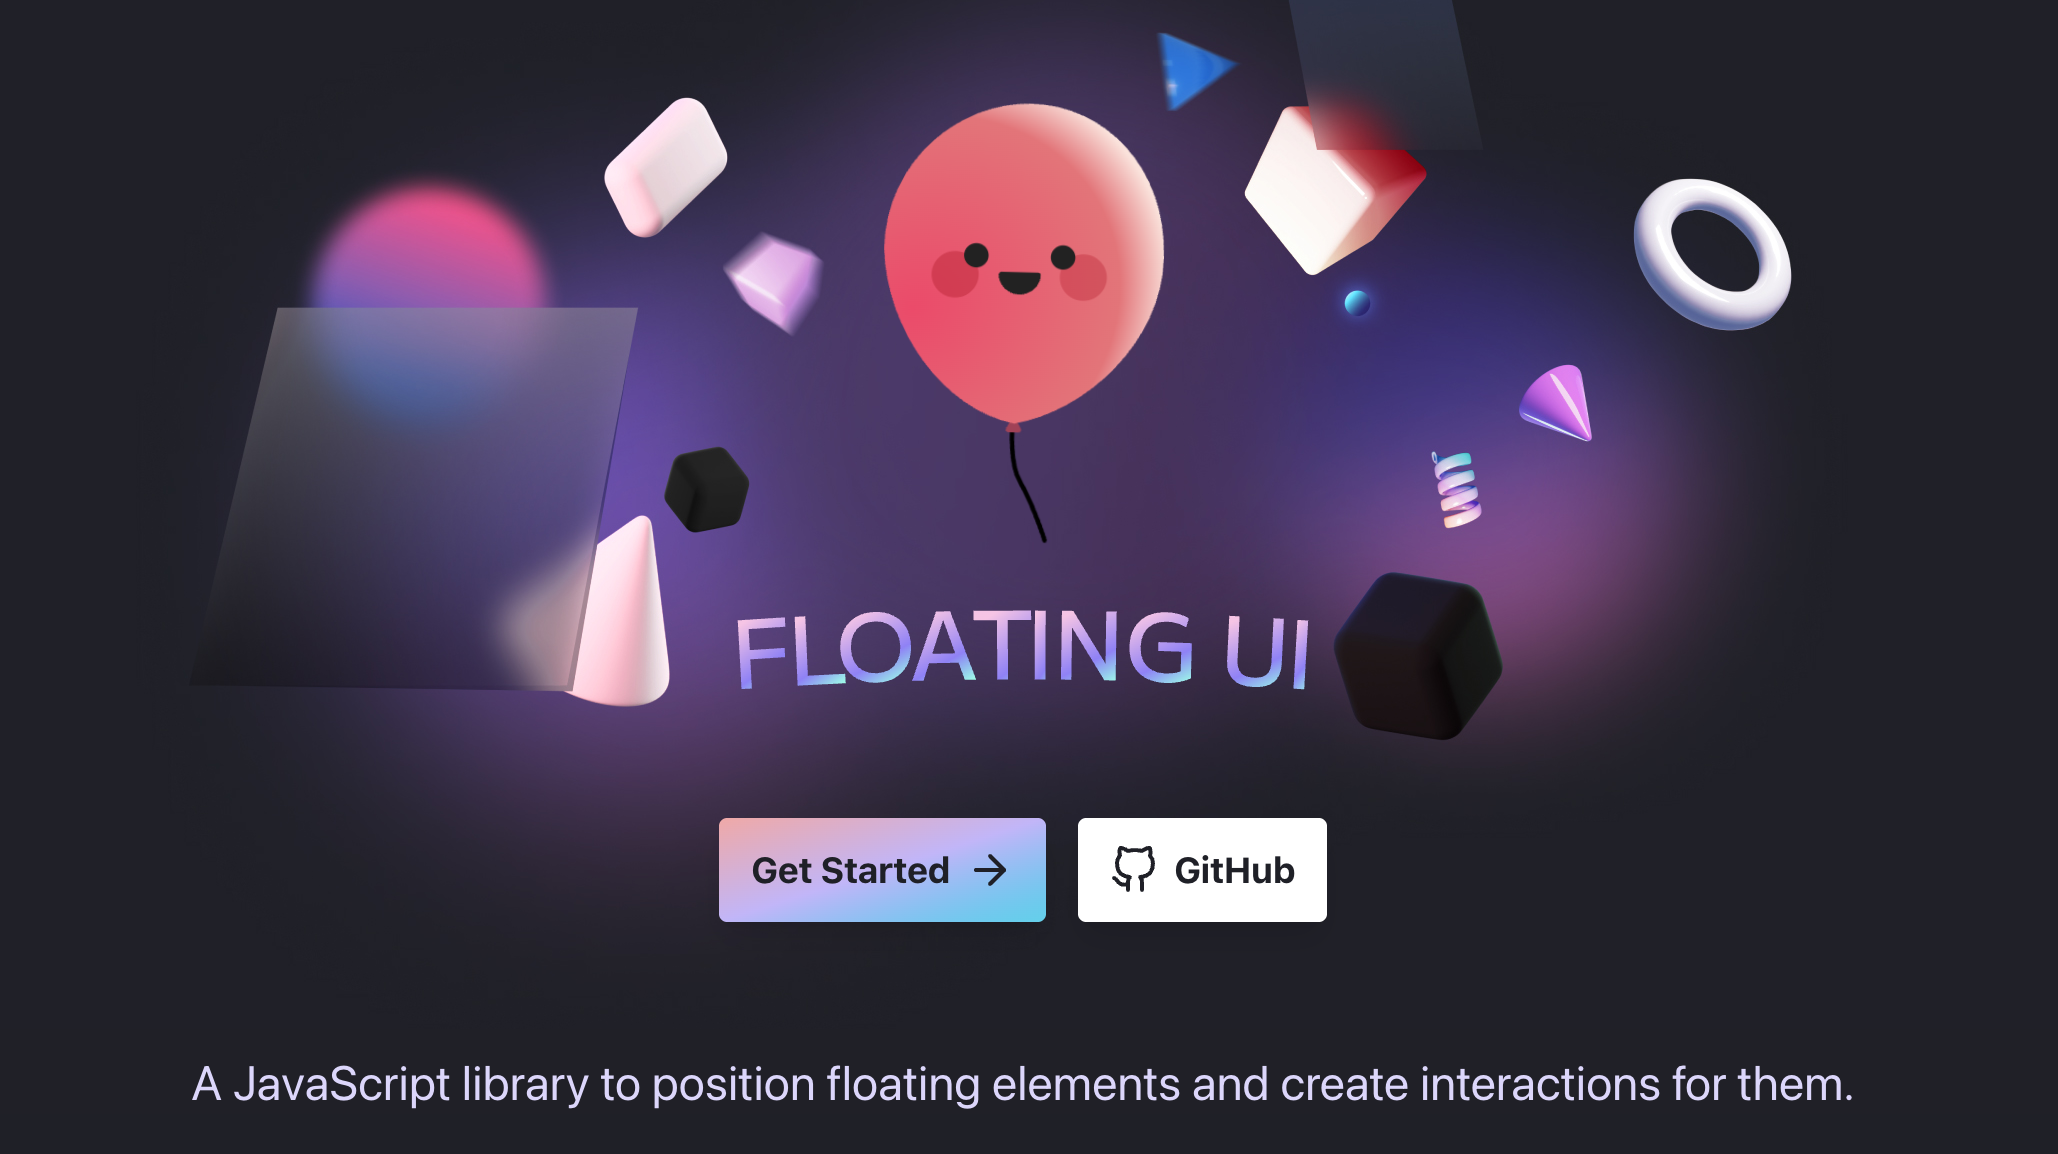 FLOATING UI
Get Started
GitHub
A JavaScript library to position floating elements and create interactions for them.